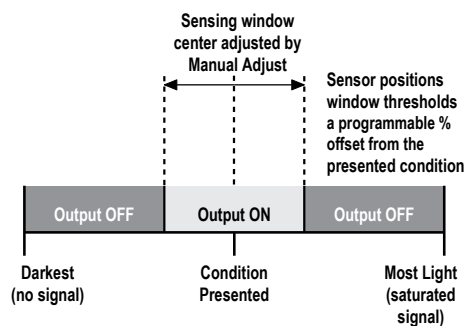 Sensing window
center adjusted by
Manual Adjust
Sensor positions
window thresholds
a programmable %
offset from the
presented condition
Output OFF
Output ON
Output OFF
Darkest
(no signal)
Condition
Presented
Most Light
(saturated
signal)